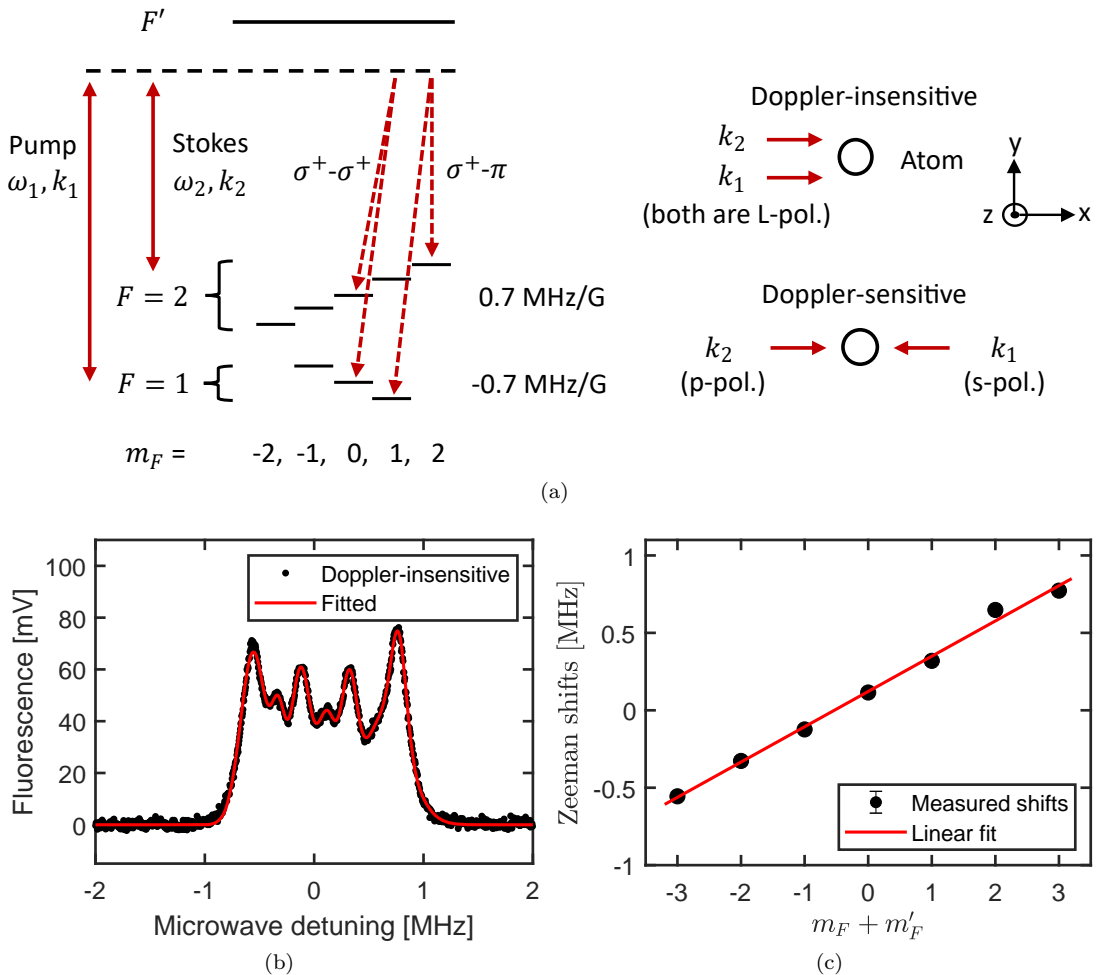 F′
Pump
ω₁, k₁
Stokes
ω₂, k₂
σ⁺-σ⁺
σ⁺-π
F = 2
0.7 MHz/G
F = 1
-0.7 MHz/G
m_F = -2, -1, 0, 1, 2
Doppler-insensitive
k₂
k₁
Atom
(both are L-pol.)
y
z
x
Doppler-sensitive
k₂
(p-pol.)
k₁
(s-pol.)
(a)
Fluorescence [mV]
100
80
60
40
20
0
Doppler-insensitive
Fitted
-2 -1 0 1 2
Microwave detuning [MHz]
(b)
Zeeman shifts [MHz]
1
0.5
0
-0.5
-1
Measured shifts
Linear fit
-3 -2 -1 0 1 2 3
m_F + m′_F
(c)